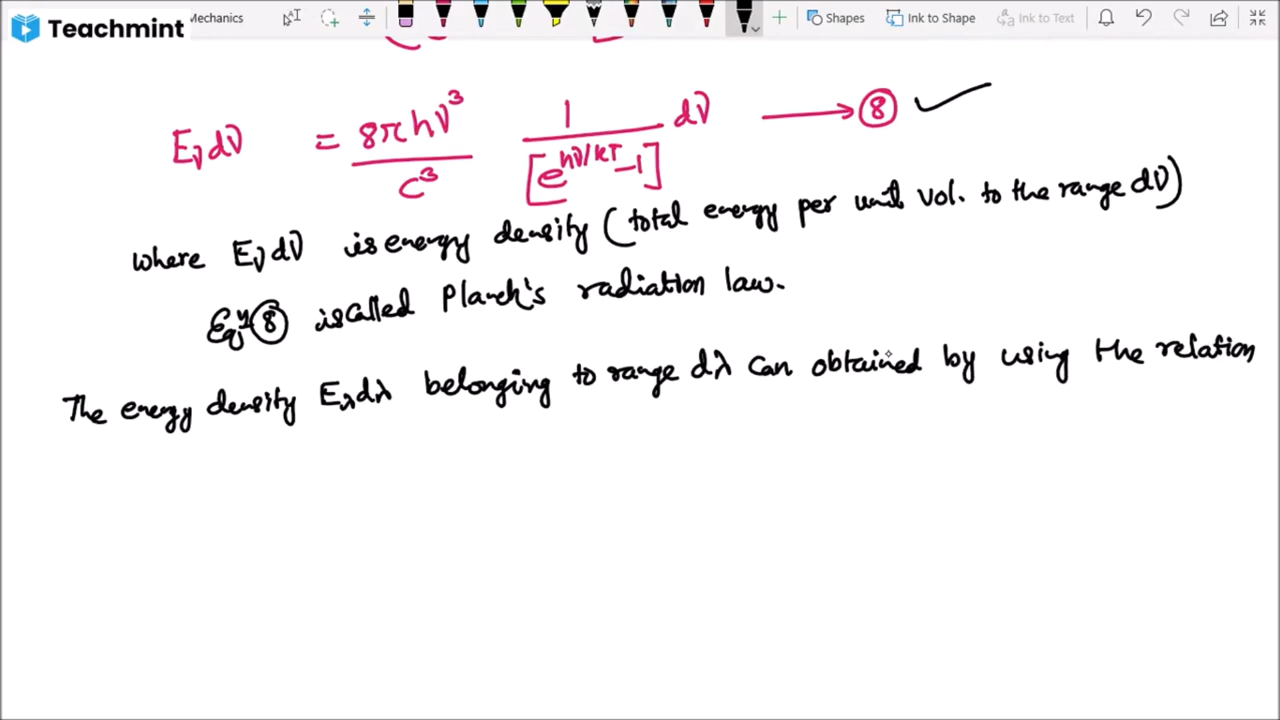 Mechanics
Shapes
Ink to Shape
Ink to Text
Teachmint
EνdV = 8πhν³/c³ 1/[e^hν/kT-1] dν → ⑧ ✓
where Eνdν is energy density (total energy per unit vol. to the range dν)
Eqⁿ ⑧ is called Planck's radiation law.
The energy density Eλdλ belonging to range dλ can obtained by using the relation